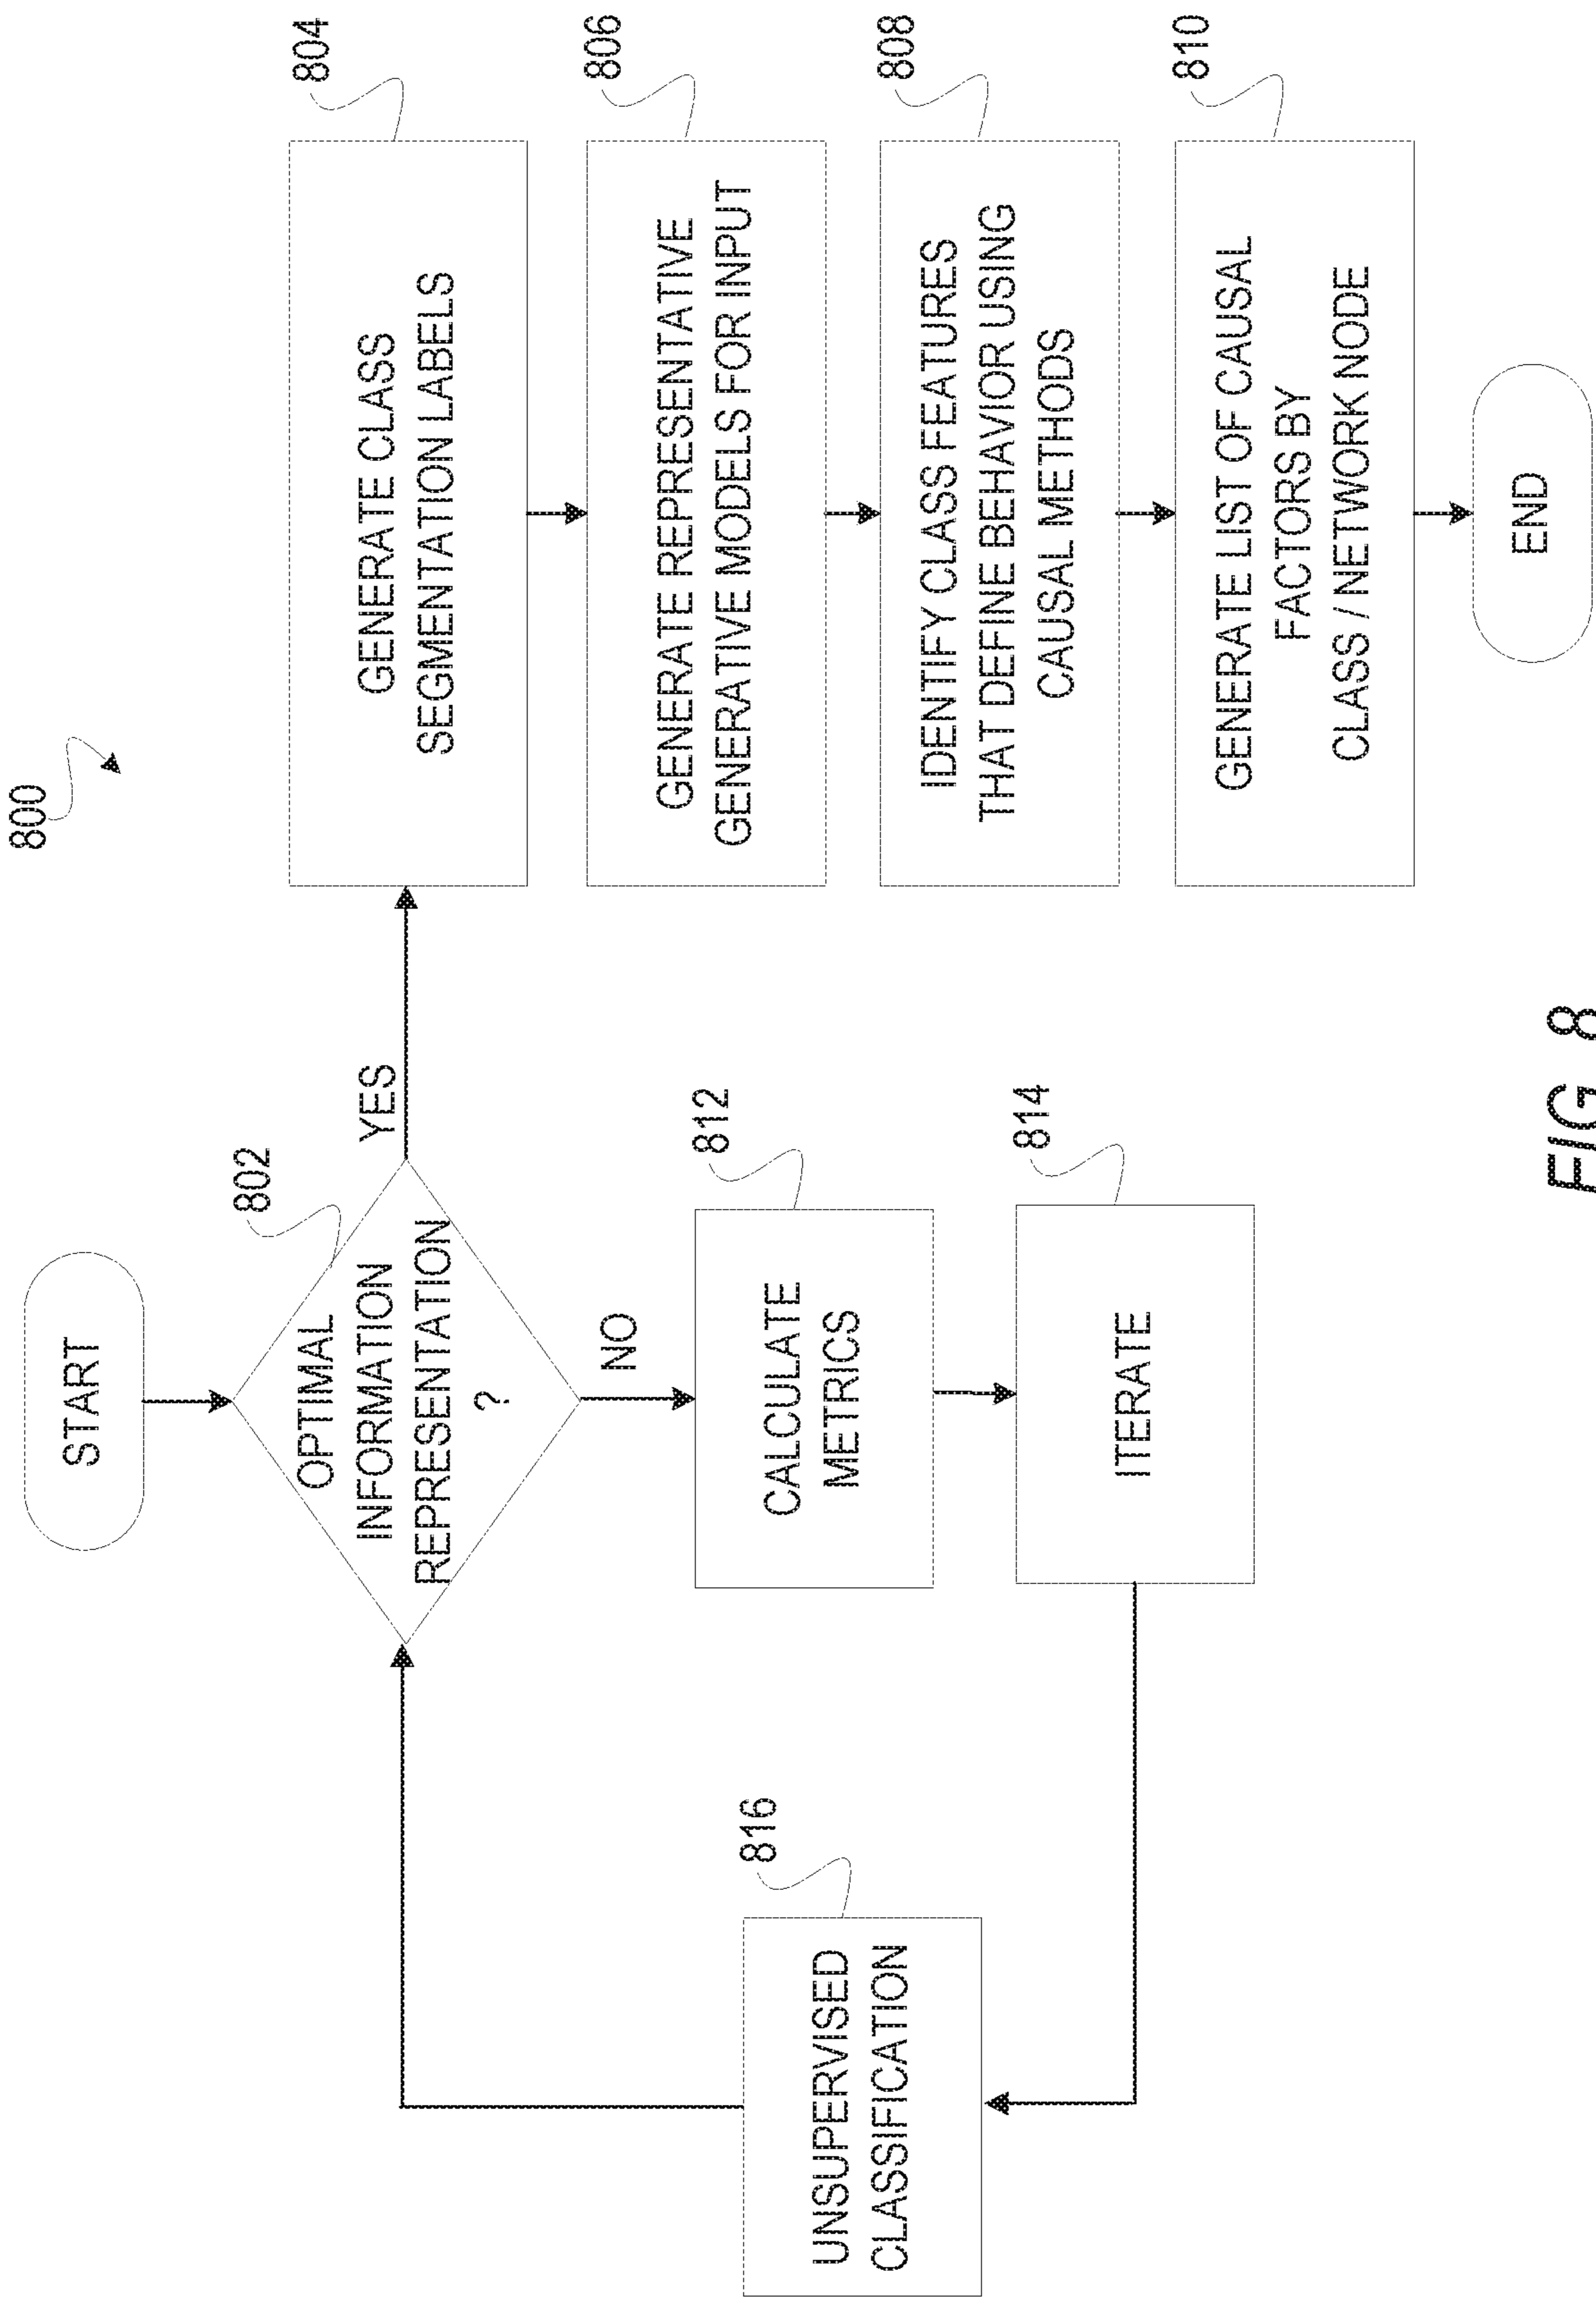 800
START
OPTIMAL
INFORMATION
REPRESENTATION
?
802
YES
NO
CALCULATE
METRICS
812
ITERATE
814
UNSUPERVISED
CLASSIFICATION
816
GENERATE CLASS
SEGMENTATION LABELS
804
GENERATE REPRESENTATIVE
GENERATIVE MODELS FOR INPUT
806
IDENTIFY CLASS FEATURES
THAT DEFINE BEHAVIOR USING
CAUSAL METHODS
808
GENERATE LIST OF CAUSAL
FACTORS BY
CLASS / NETWORK NODE
810
END
FIG 8